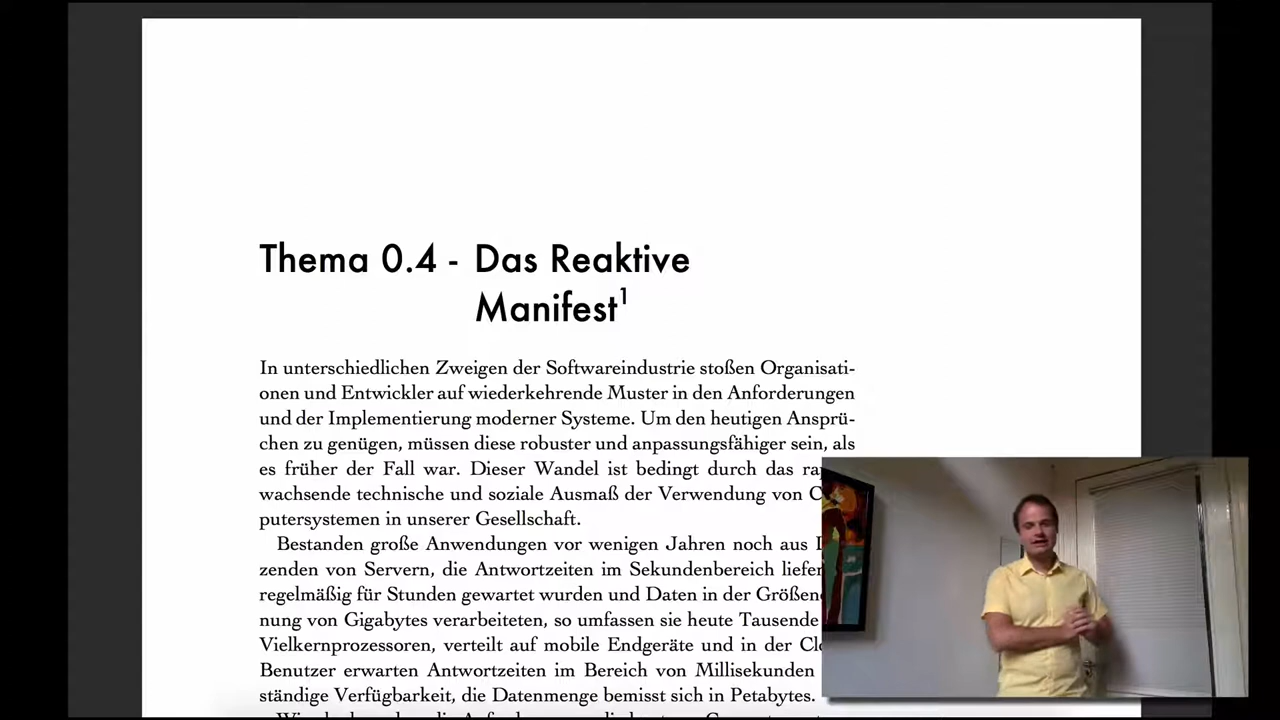 Thema 0.4 - Das Reaktive
Manifest1
In unterschiedlichen Zweigen der Softwareindustrie stoßen Organisati-
onen und Entwickler auf wiederkehrende Muster in den Anforderungen
und der Implementierung moderner Systeme. Um den heutigen Ansprü-
chen zu genügen, müssen diese robuster und anpassungsfähiger sein, als
es früher der Fall war. Dieser Wandel ist bedingt durch das
wachsende technische und soziale Ausmaß der Verwendung von
putersystemen in unserer Gesellschaft.
Bestanden große Anwendungen vor wenigen Jahren noch aus
zenden von Servern, die Antwortzeiten im Sekundenbereich
regelmäßig für Stunden gewartet wurden und Daten in der
nung von Gigabytes verarbeiteten, so umfassen sie heute Tausende
Vielkernprozessoren, verteilt auf mobile Endgeräte und in der
Benutzer erwarten Antwortzeiten im Bereich von Millisekunden
ständige Verfügbarkeit, die Datenmenge bemisst sich in Petabytes.